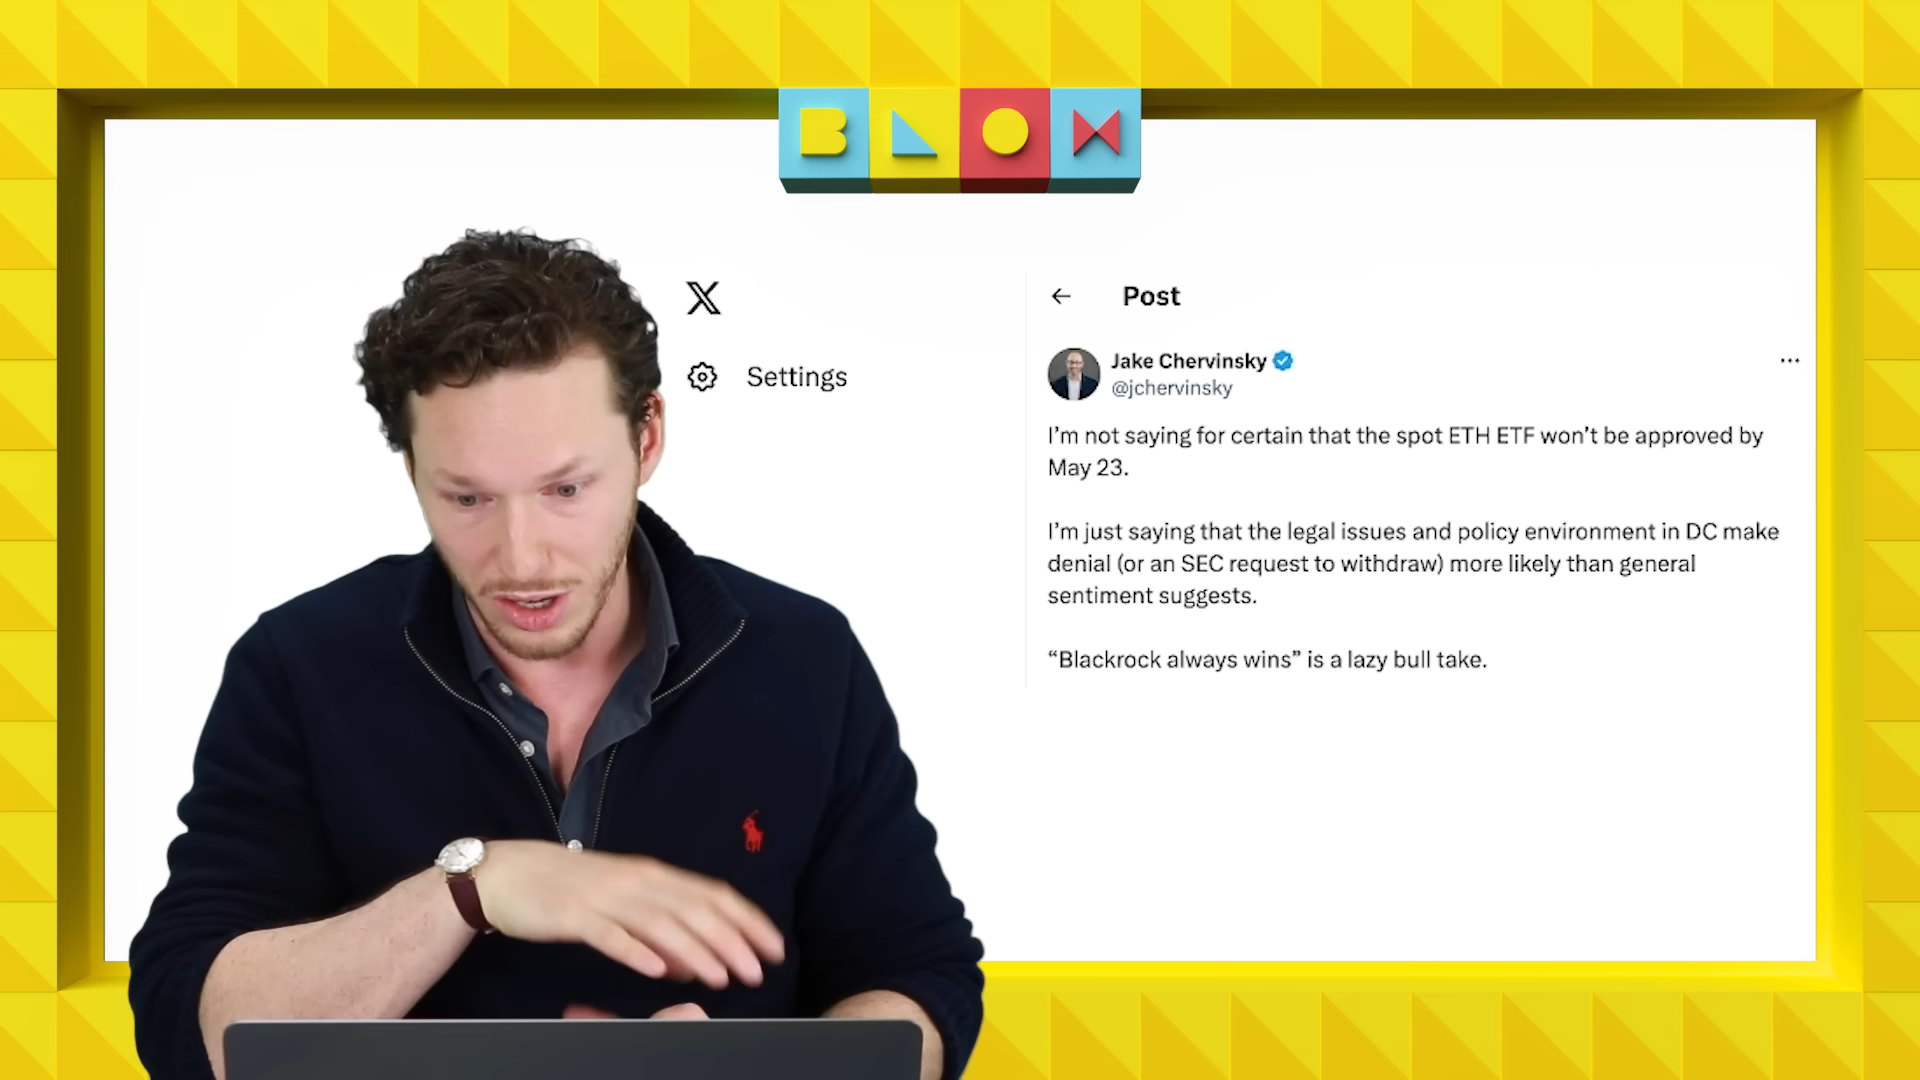 BLOX
X
Settings
Post
Jake Chervinsky
@jchervinsky
I’m not saying for certain that the spot ETH ETF won’t be approved by
May 23.
I’m just saying that the legal issues and policy environment in DC make
denial (or an SEC request to withdraw) more likely than general
sentiment suggests.
“Blackrock always wins” is a lazy bull take.